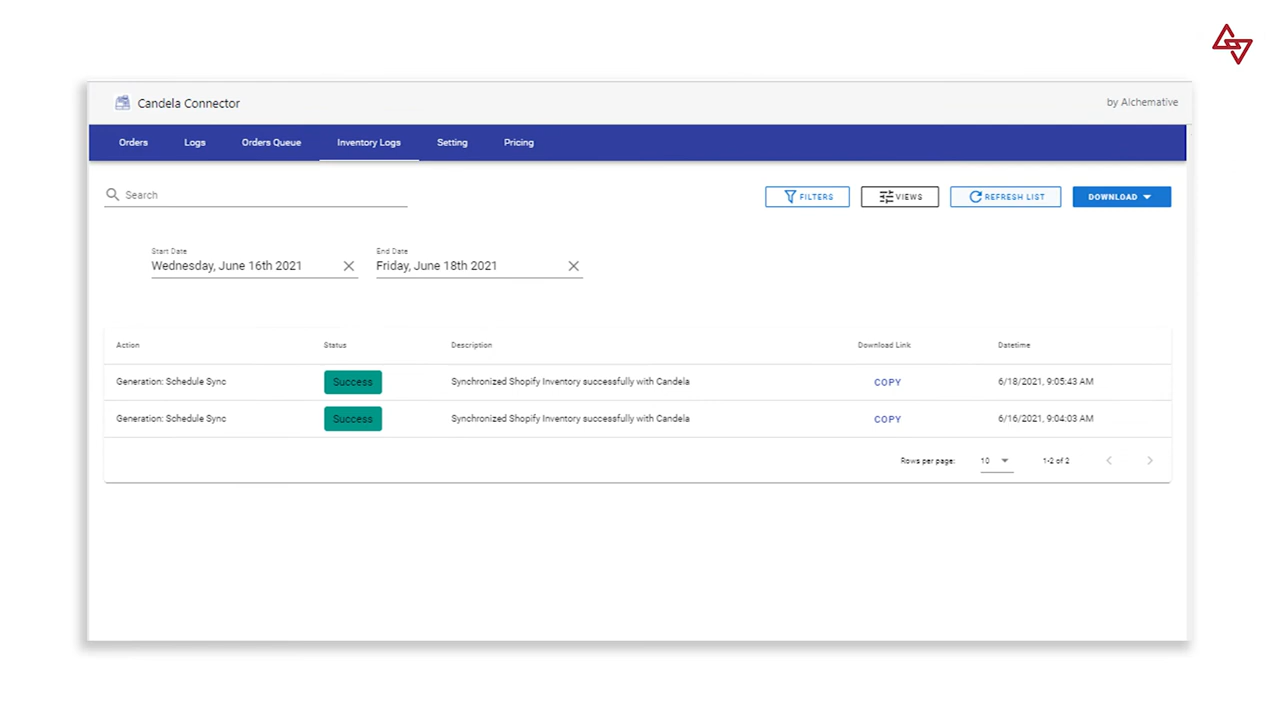 Candela Connector
by Alchemative
Orders Logs Orders Queue Inventory Logs Setting Pricing
Search
FILTERS VIEWS REFRESH LIST DOWNLOAD
Start Date End Date
Wednesday, June 16th 2021 Friday, June 18th 2021
Action Status Description Download Link Datetime
Generation: Schedule Sync Success Synchronized Shopify Inventory successfully with Candela COPY 6/18/2021, 9:05:43 AM
Generation: Schedule Sync Success Synchronized Shopify Inventory successfully with Candela COPY 6/16/2021, 9:04:03 AM
Rows per page: 10 1-2 of 2